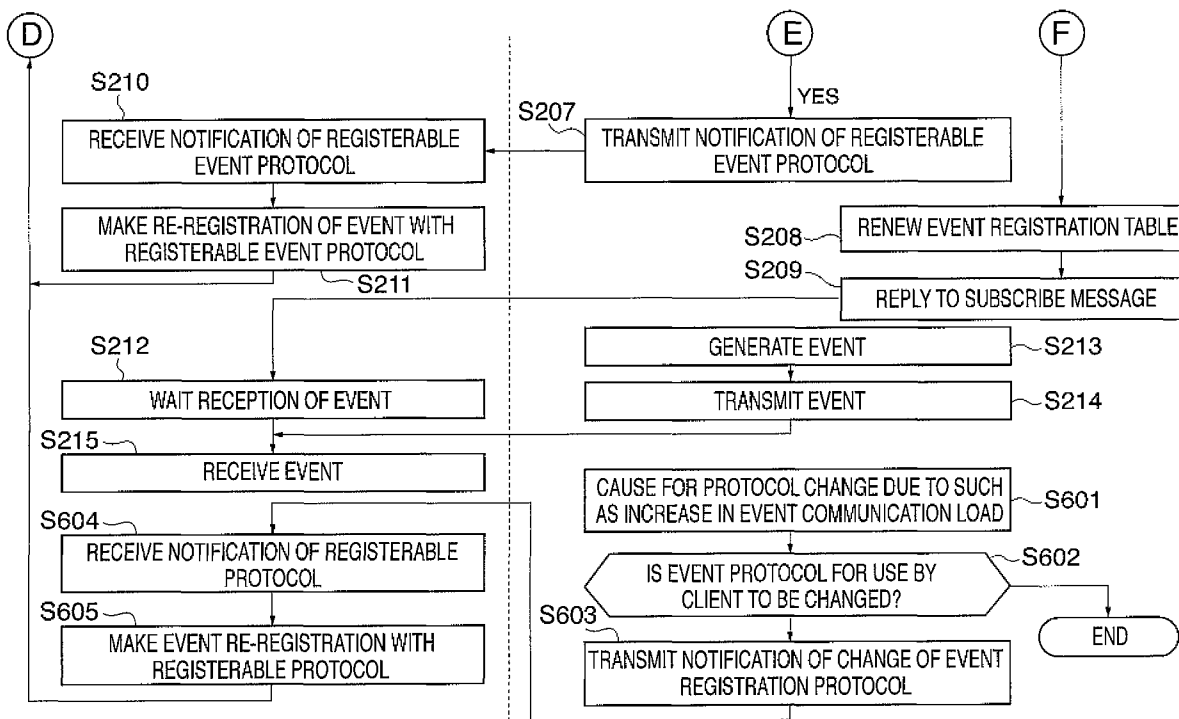 D
E
F
S210
YES
S207
RECEIVE NOTIFICATION OF REGISTERABLE
EVENT PROTOCOL
TRANSMIT NOTIFICATION OF REGISTERABLE
EVENT PROTOCOL
MAKE RE-REGISTRATION OF EVENT WITH
REGISTERABLE EVENT PROTOCOL
S211
S208
RENEW EVENT REGISTRATION TABLE
S209
REPLY TO SUBSCRIBE MESSAGE
GENERATE EVENT
S213
S212
WAIT RECEPTION OF EVENT
TRANSMIT EVENT
S214
S215
RECEIVE EVENT
CAUSE FOR PROTOCOL CHANGE DUE TO SUCH
AS INCREASE IN EVENT COMMUNICATION LOAD
S601
S604
RECEIVE NOTIFICATION OF REGISTERABLE
PROTOCOL
S602
IS EVENT PROTOCOL FOR USE BY
CLIENT TO BE CHANGED?
S605
MAKE EVENT RE-REGISTRATION WITH
REGISTERABLE PROTOCOL
S603
END
TRANSMIT NOTIFICATION OF CHANGE OF EVENT
REGISTRATION PROTOCOL